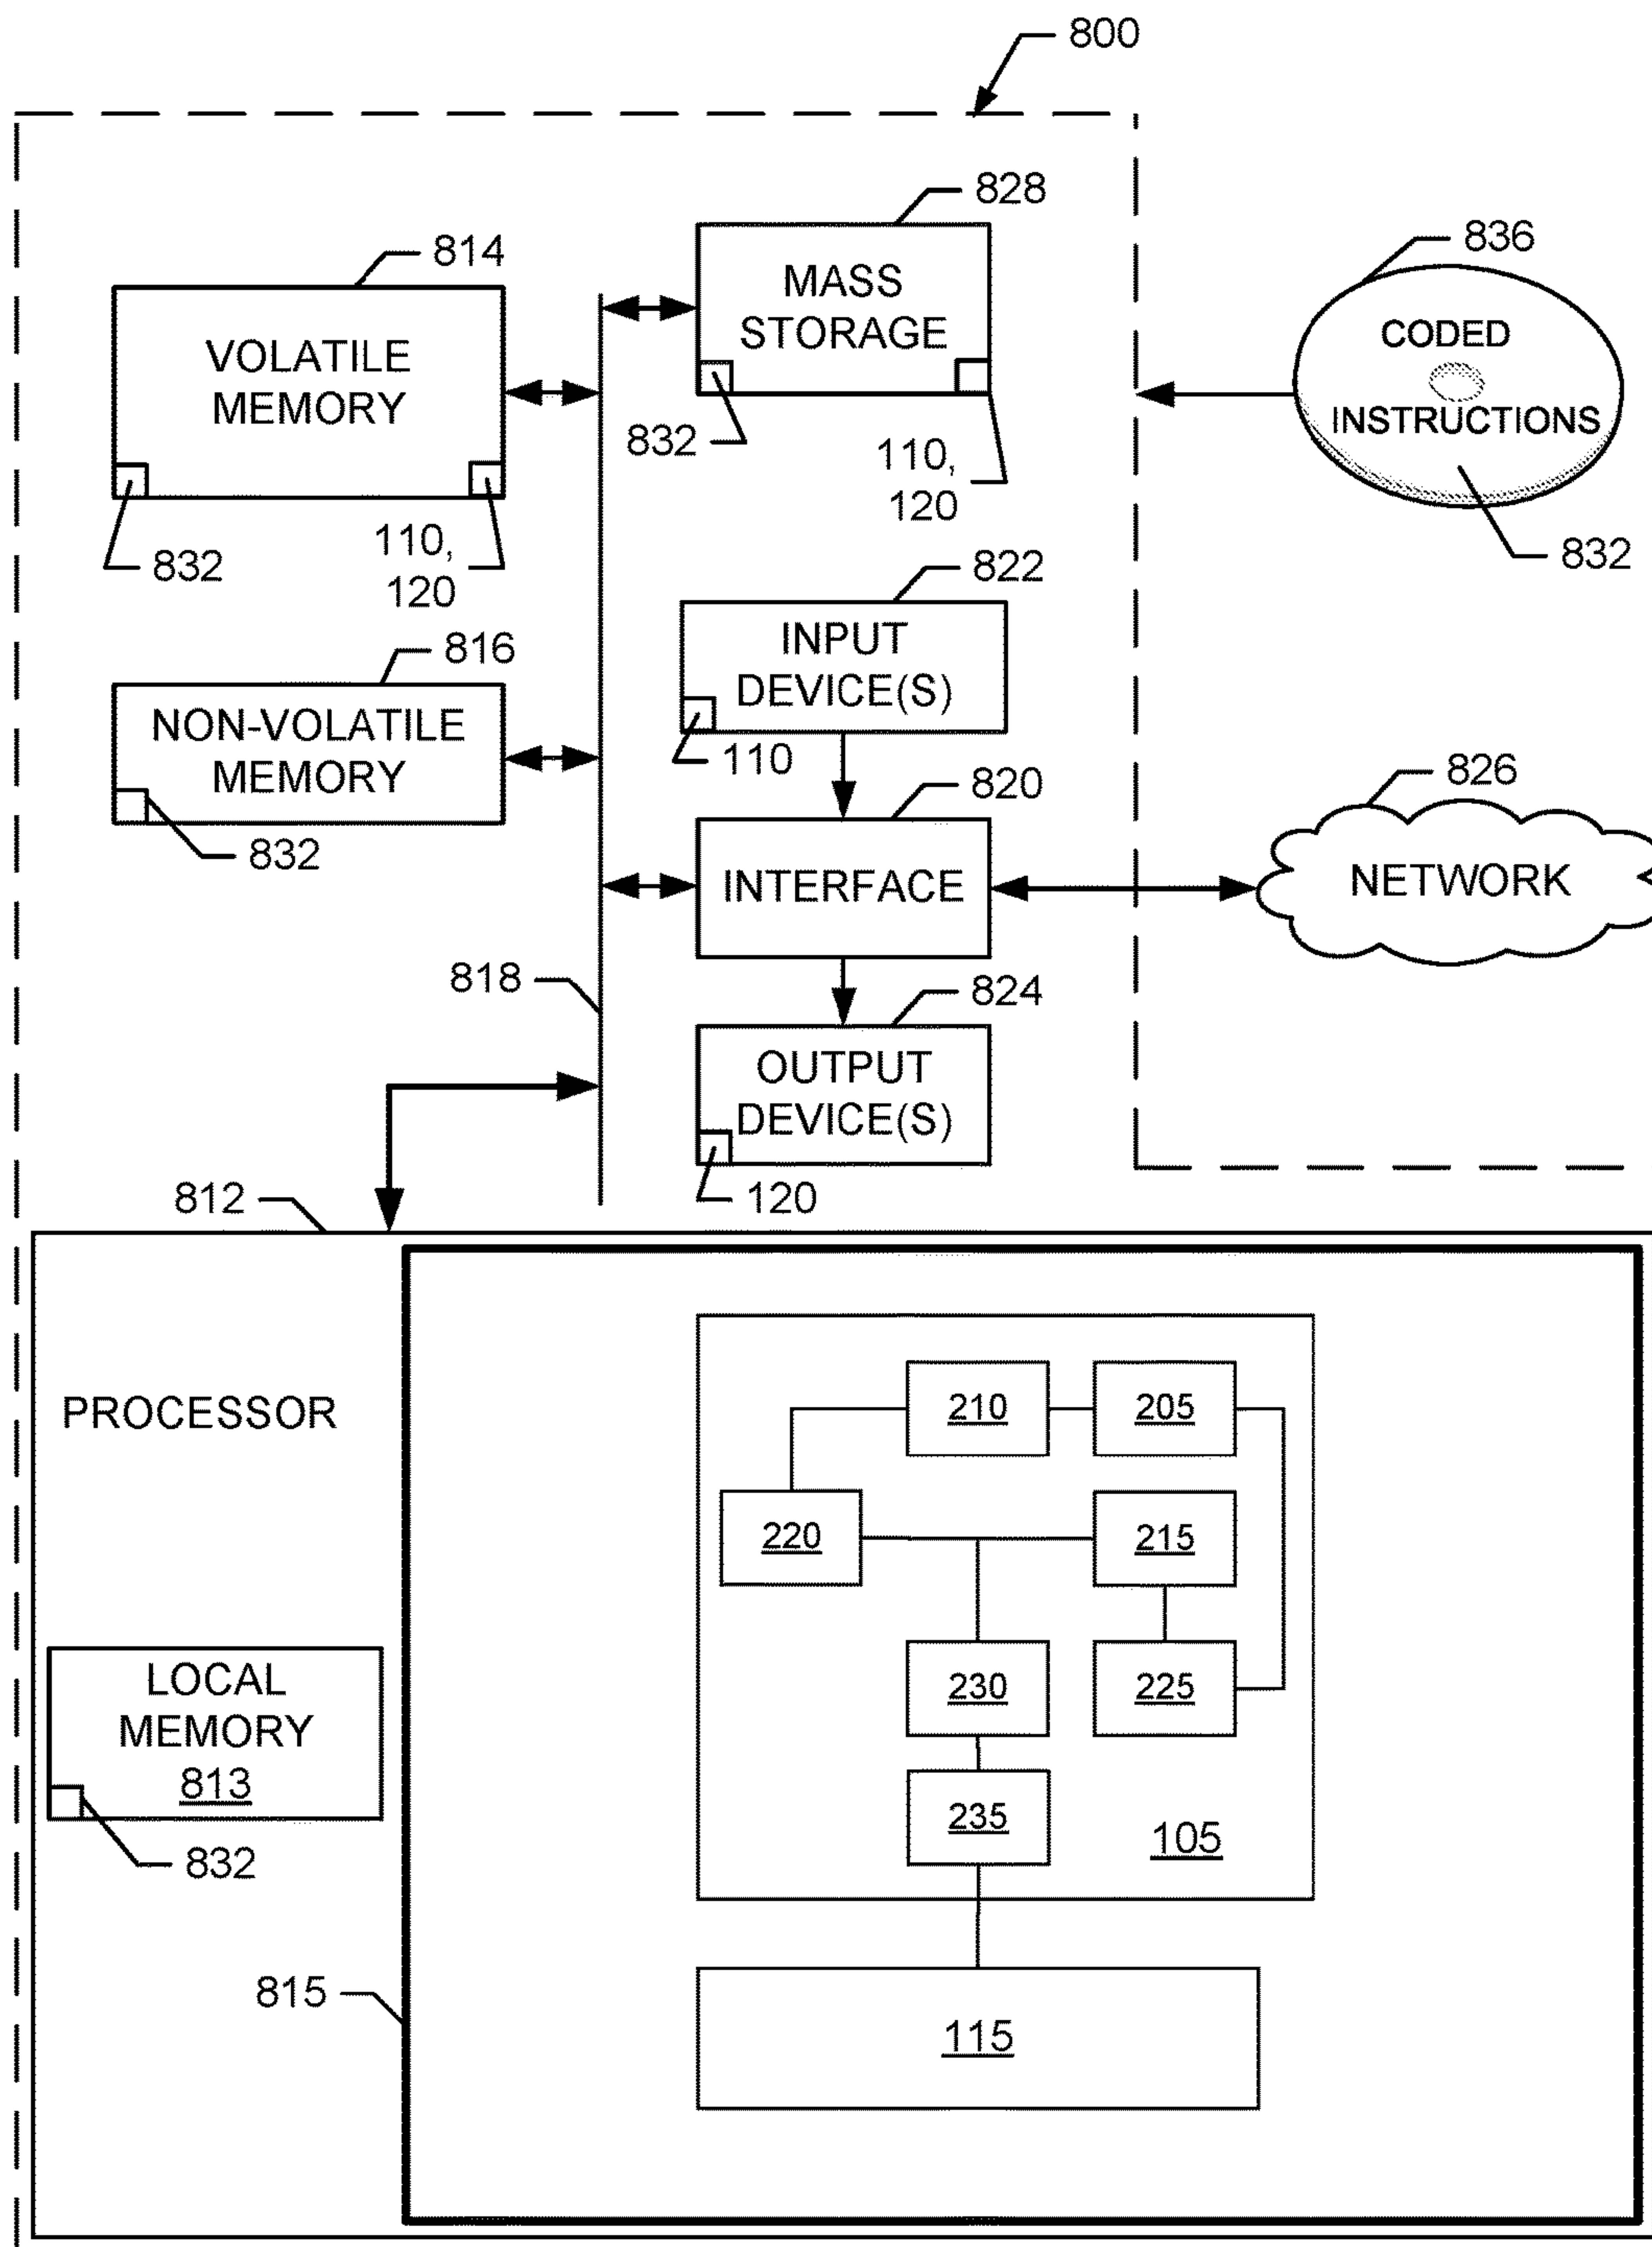 800
828
MASS
STORAGE
832
110,
120
814
VOLATILE
MEMORY
832
110,
120
836
CODED
INSTRUCTIONS
832
822
INPUT
DEVICE(S)
110
816
NON-VOLATILE
MEMORY
832
820
INTERFACE
826
NETWORK
818
824
OUTPUT
DEVICE(S)
120
812
PROCESSOR
210
205
220
215
230
225
235
105
LOCAL
MEMORY
813
832
815
115